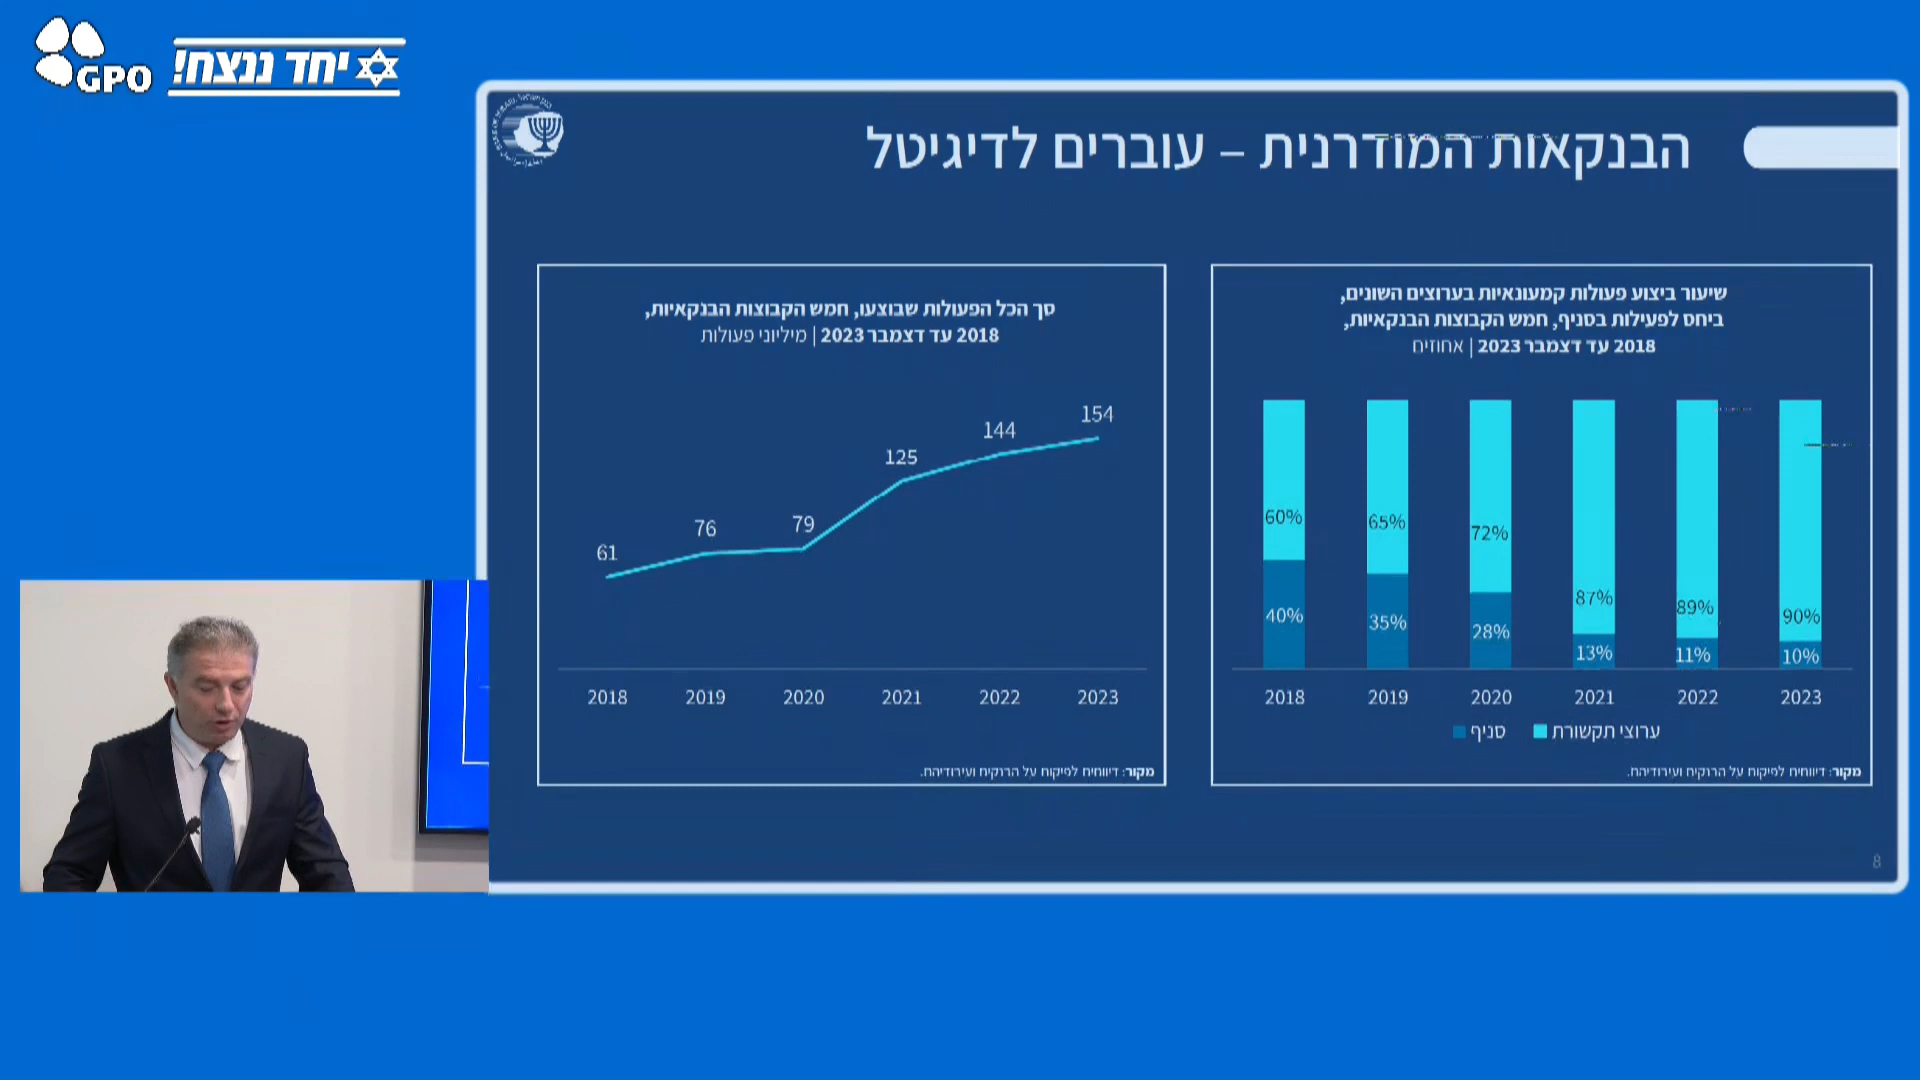 GPO
יחד ננצח!
הבנקאות המודרנית – עוברים לדיגיטל
שיעור ביצוע פעולות קמעונאיות בערוצים השונים,
ביחס לפעילות בסניף, חמש הקבוצות הבנקאיות,
2018 עד דצמבר 2023 | אחוזים
60% 65% 72% 87% 89% 90%
40% 35% 28% 13% 11% 10%
2018 2019 2020 2021 2022 2023
ערוצי תקשורת סניף
מקור: דיווחים לפיקוח על הבנקים ועיבודיהם.
סך הכל הפעולות שבוצעו, חמש הקבוצות הבנקאיות,
2018 עד דצמבר 2023 | מיליוני פעולות
61 76 79 125 144 154
2018 2019 2020 2021 2022 2023
מקור: דיווחים לפיקוח על הבנקים ועיבודיהם.
8